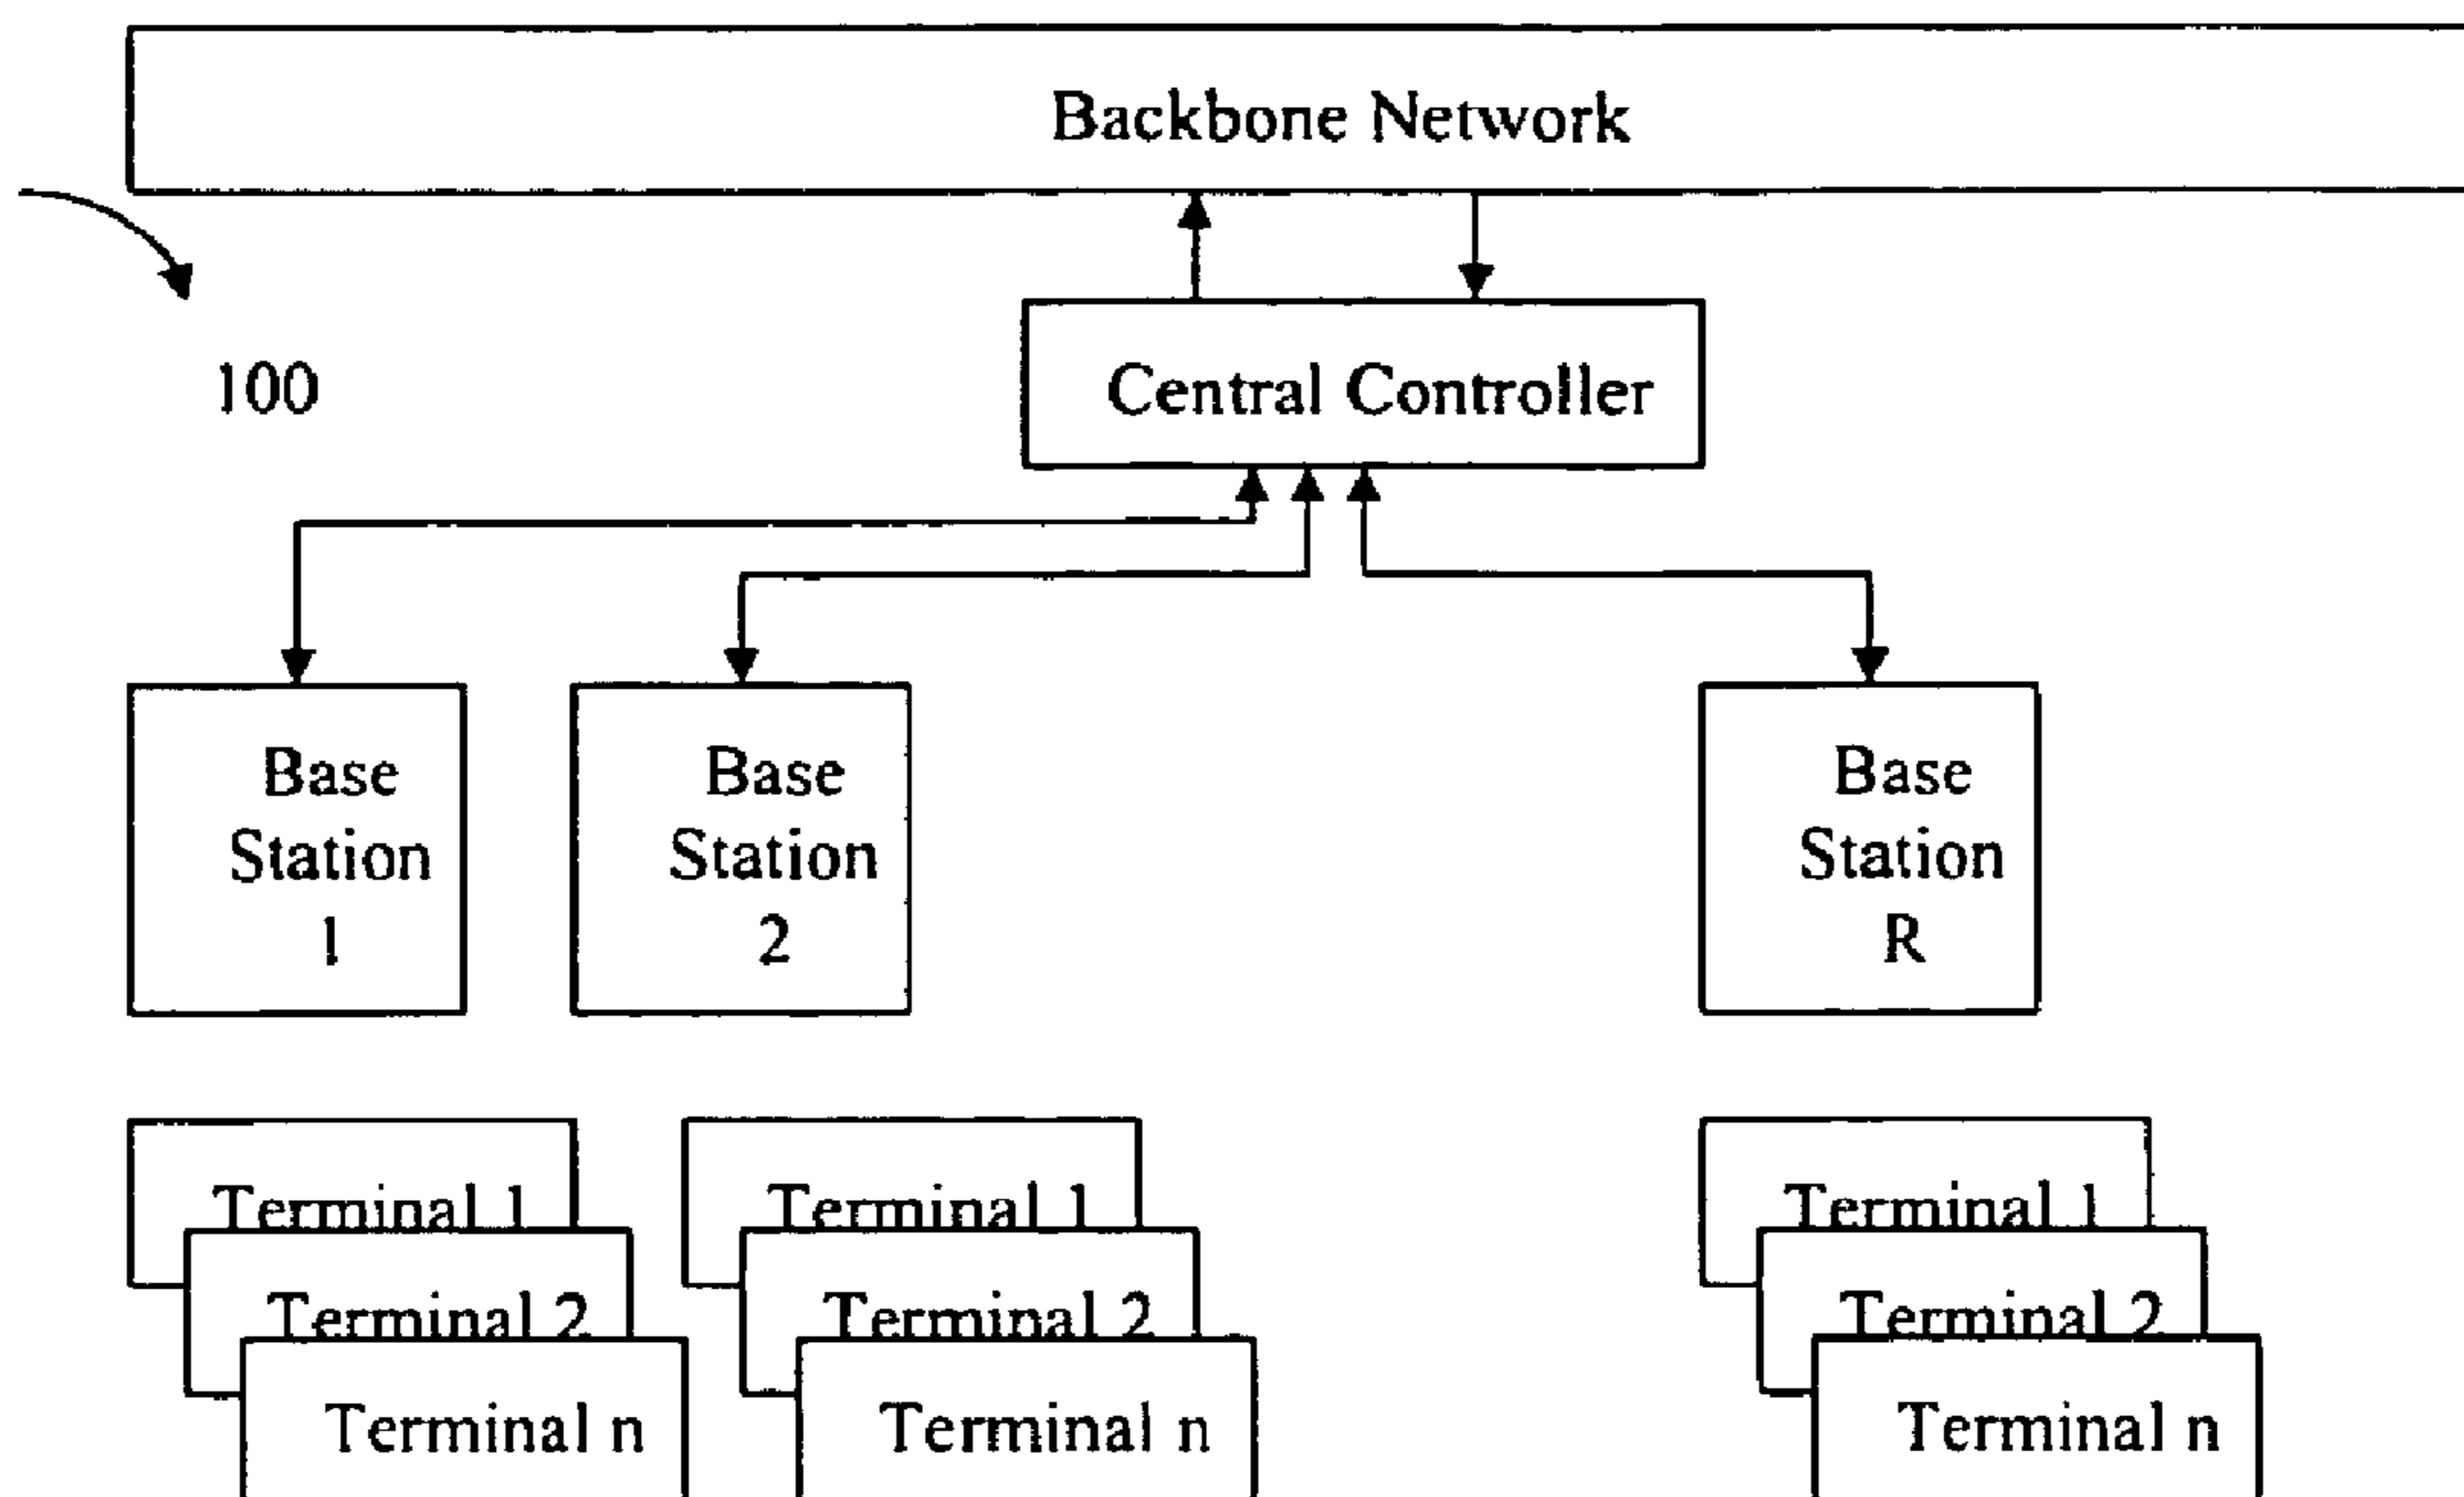 Backbone Network
100
Central Controller
Base
Station
1
Base
Station
2
Base
Station
R
Terminal 1
Terminal 2
Terminal n
Terminal 1
Terminal 2
Terminal n
Terminal 1
Terminal 2
Terminal n